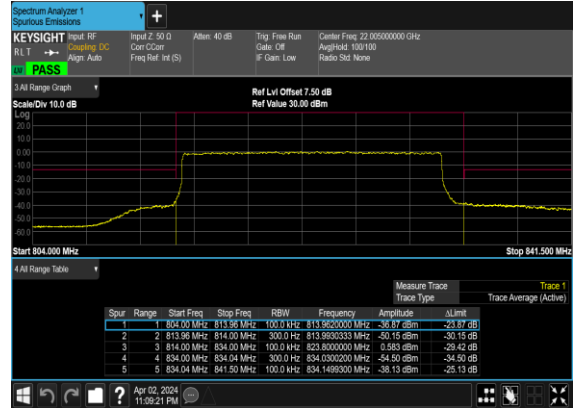 Spectrum Analyzer 1
Spurious Emissions
KEYSIGHT Input: RF Input Z: 50 Ω Atten: 40 dB Trig: Free Run Center Freq: 22.005000000 GHz
RLT Coupling: DC Corr CCorr Gate: Off Avg|Hold: 100/100
Align: Auto Freq Ref: Int (S) IF Gain: Low Radio Std: None
PASS
3 All Range Graph
Ref Lvl Offset 7.50 dB
Scale/Div 10.0 dB Ref Value 30.00 dBm
Log
20.0
10.0
0.00
-10.0
-20.0
-30.0
-40.0
-50.0
-60.0
Start 804.000 MHz Stop 841.500 MHz
4 All Range Table
Measure Trace Trace 1
Trace Type Trace Average (Active)
Spur Range Start Freq Stop Freq RBW Frequency Amplitude ΔLimit
1 1 804.00 MHz 813.96 MHz 100.0 kHz 813.9620000 MHz -36.87 dBm -23.87 dB
2 2 813.96 MHz 814.00 MHz 300.0 Hz 813.9930333 MHz -50.15 dBm -30.15 dB
3 3 814.00 MHz 834.00 MHz 100.0 kHz 823.8000000 MHz 0.583 dBm -29.42 dB
4 4 834.00 MHz 834.04 MHz 300.0 Hz 834.0300200 MHz -54.50 dBm -34.50 dB
5 5 834.04 MHz 841.50 MHz 100.0 kHz 834.1499300 MHz -38.13 dBm -25.13 dB
Apr 02, 2024
11:09:21 PM